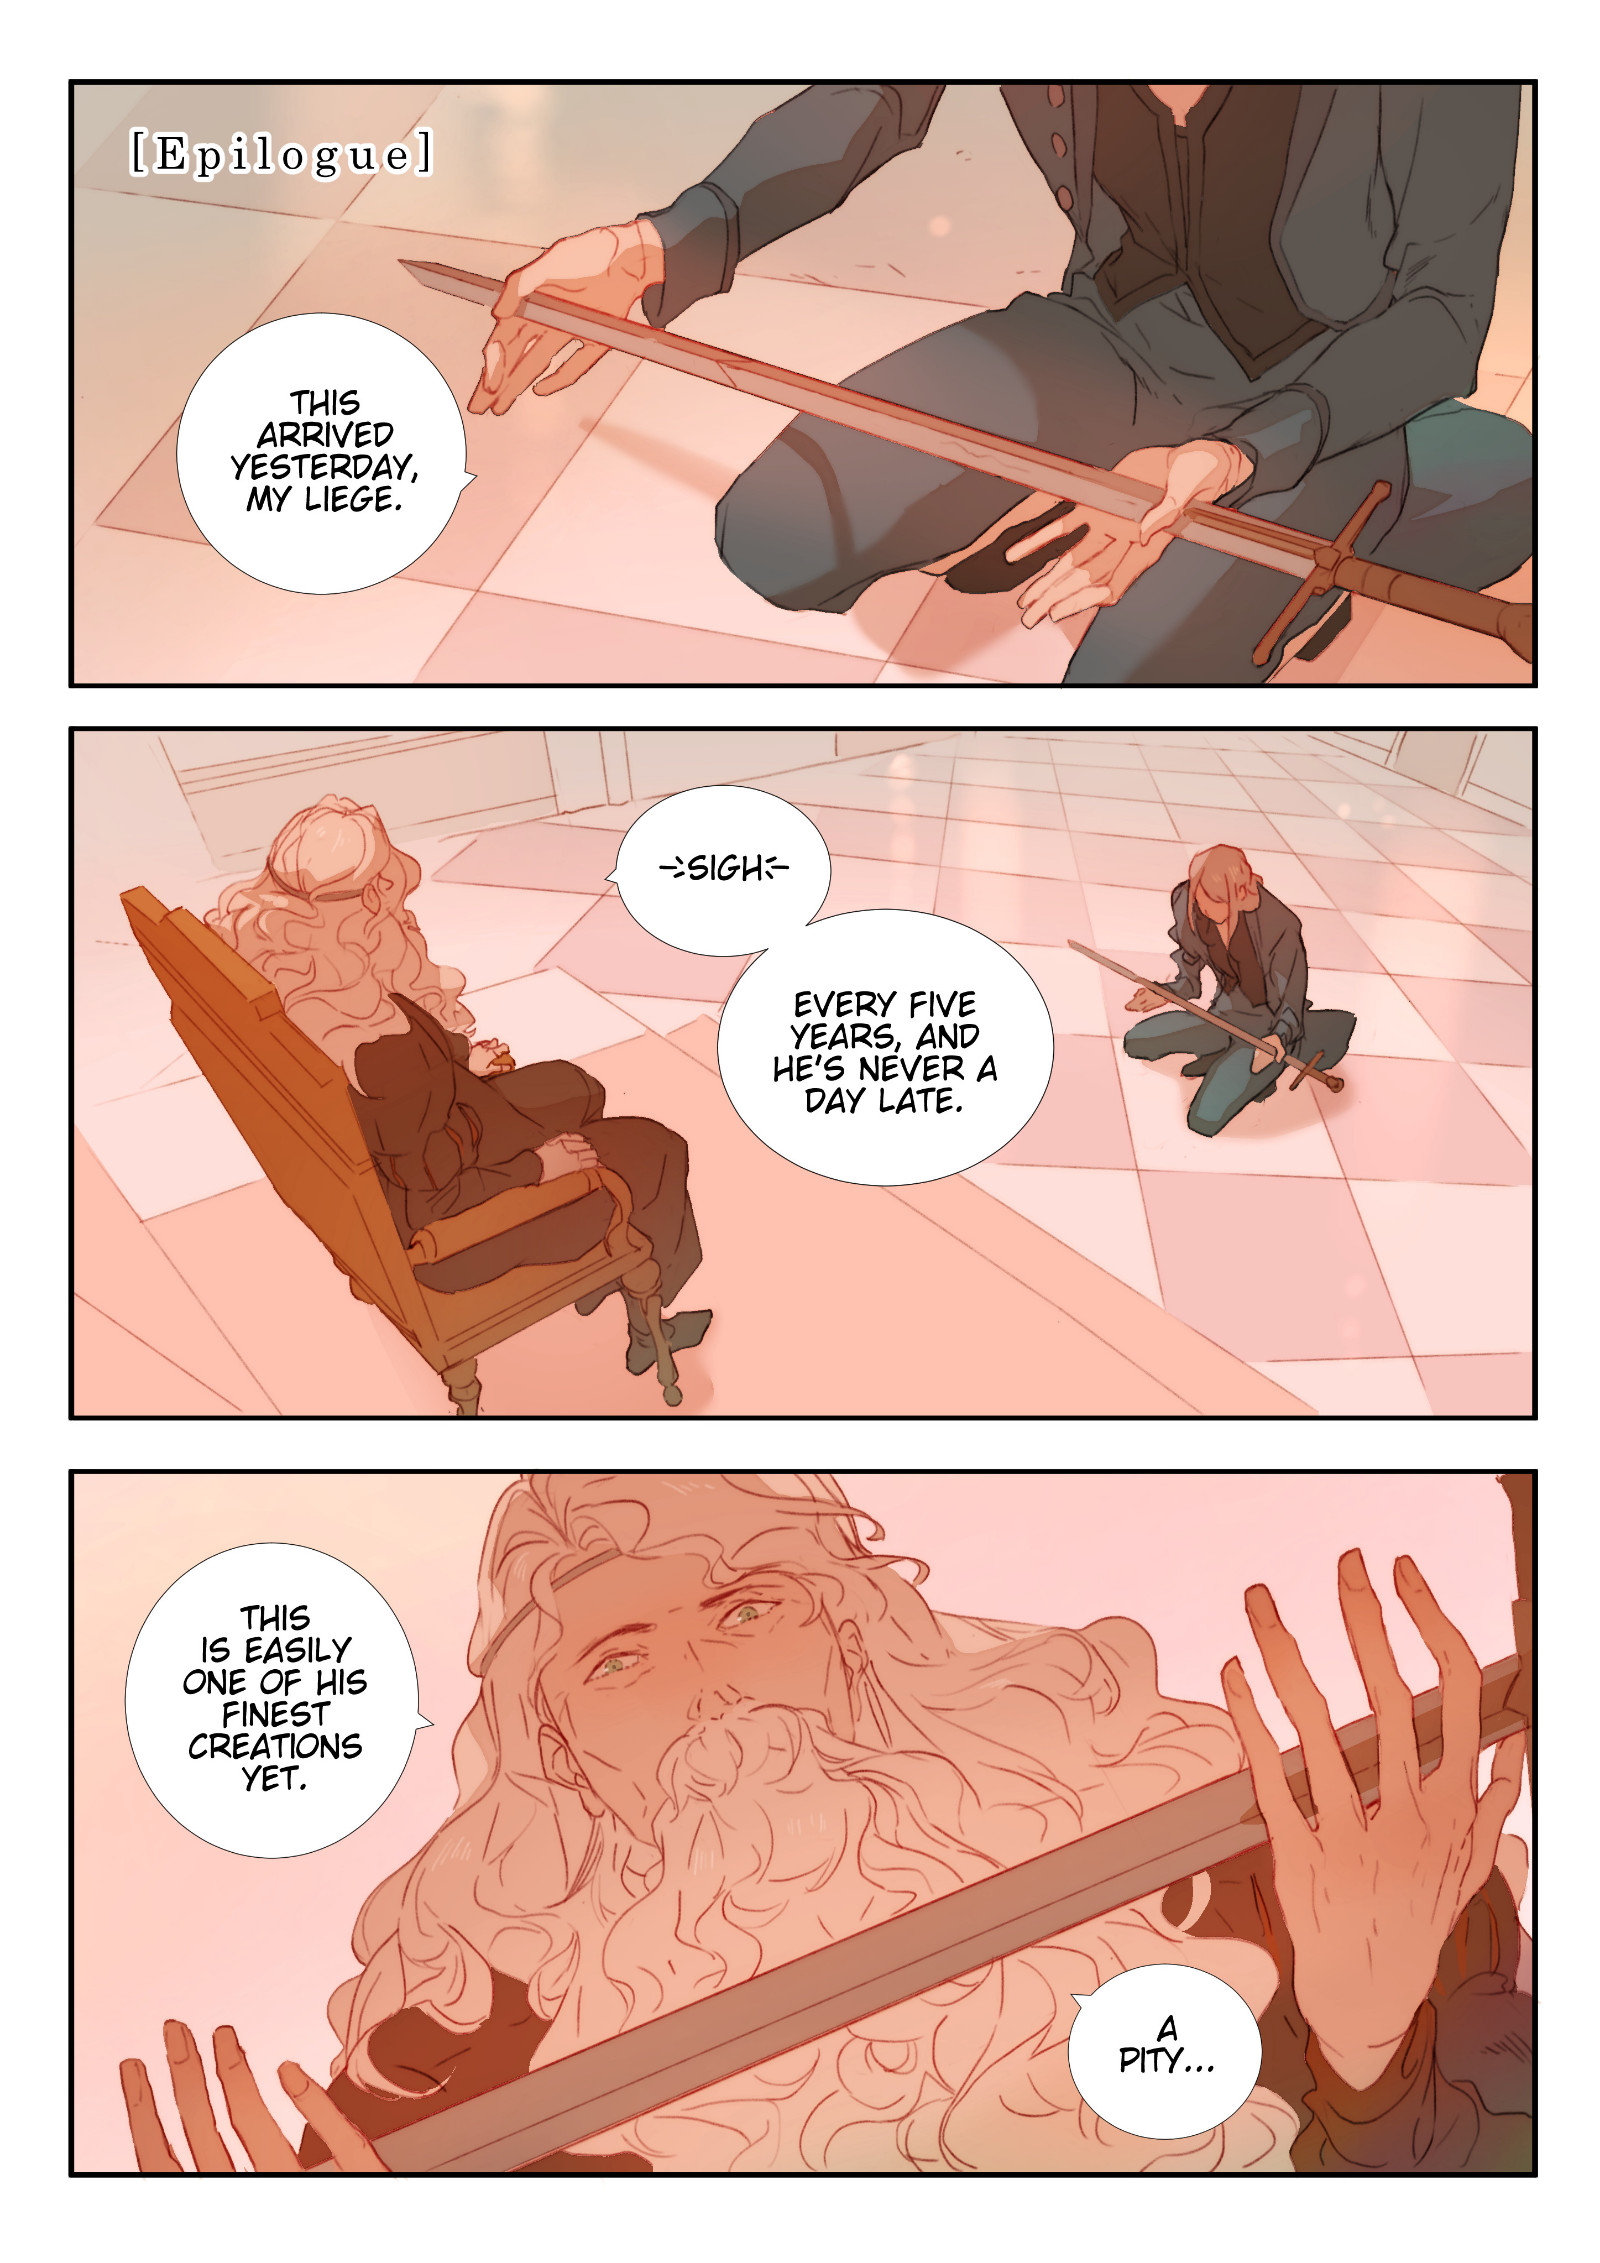 [Epilogue]
THIS
ARRIVED
YESTERDAY,
MY LIEGE.
SIGH
EVERY FIVE
YEARS, AND
HE'S NEVER A
DAY LATE.
THIS
IS EASILY
ONE OF HIS
FINEST
CREATIONS
YET.
A
PITY...